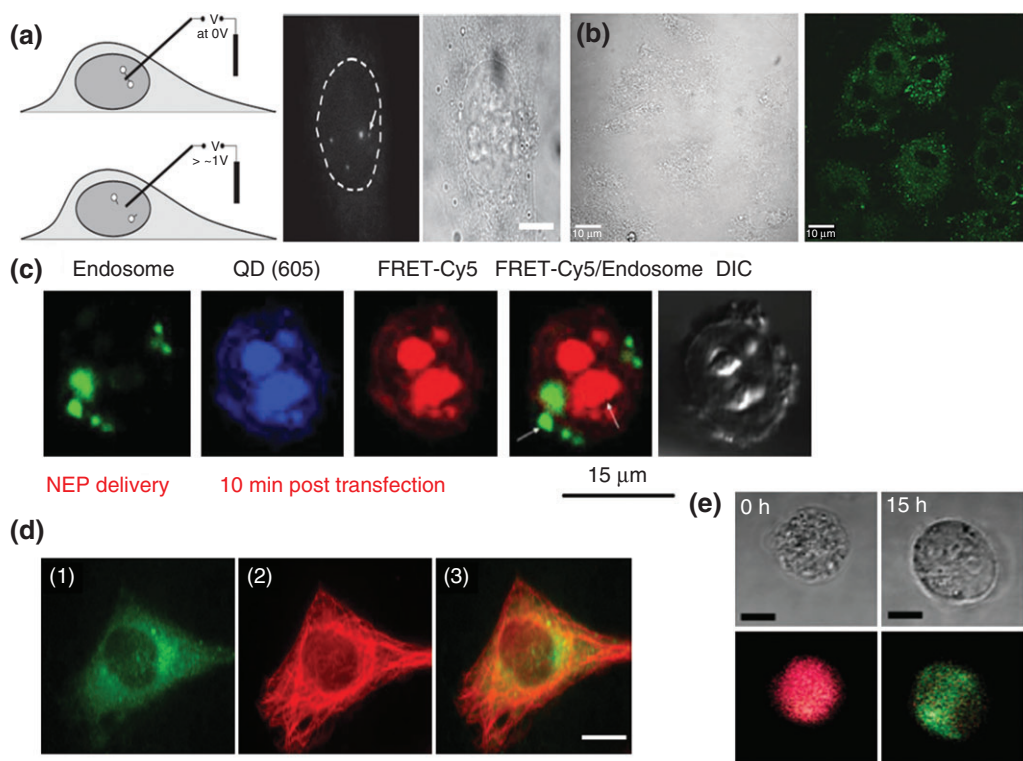 (a)
V
at 0V
V
> ~1V
(b)
10 µm
10 µm
(c)
Endosome QD (605) FRET-Cy5 FRET-Cy5/Endosome DIC
NEP delivery 10 min post transfection
15 µm
(d)
(1) (2) (3)
(e)
0 h 15 h